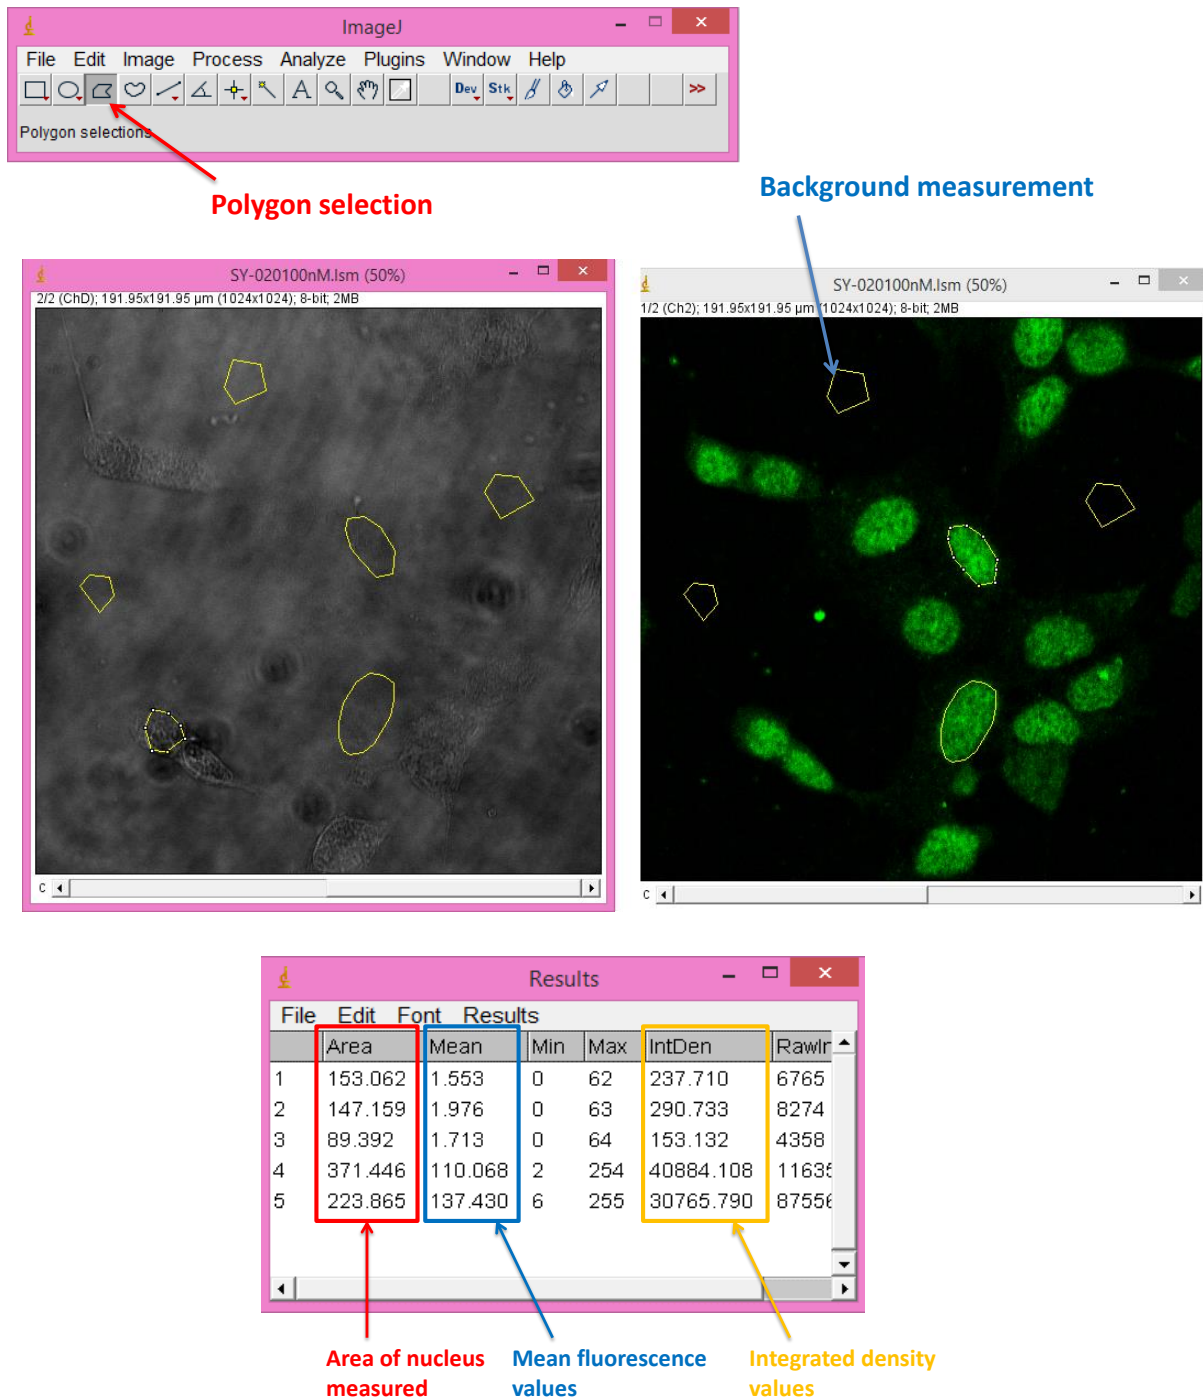 ImageJ
File Edit Image Process Analyze Plugins Window Help
Dev Stk >>
Polygon selections
Polygon selection
Background measurement
SY-020100nM.lsm (50%)
2/2 (ChD); 191.95x191.95 µm (1024x1024); 8-bit; 2MB
c
SY-020100nM.lsm (50%)
1/2 (Ch2); 191.95x191.95 µm (1024x1024); 8-bit; 2MB
c
Results
File Edit Font Results
Area Mean Min Max IntDen RawIr
1 153.062 1.553 0 62 237.710 6765
2 147.159 1.976 0 63 290.733 8274
3 89.392 1.713 0 64 153.132 4358
4 371.446 110.068 2 254 40884.108 11635
5 223.865 137.430 6 255 30765.790 87556
Area of nucleus measured
Mean fluorescence values
Integrated density values